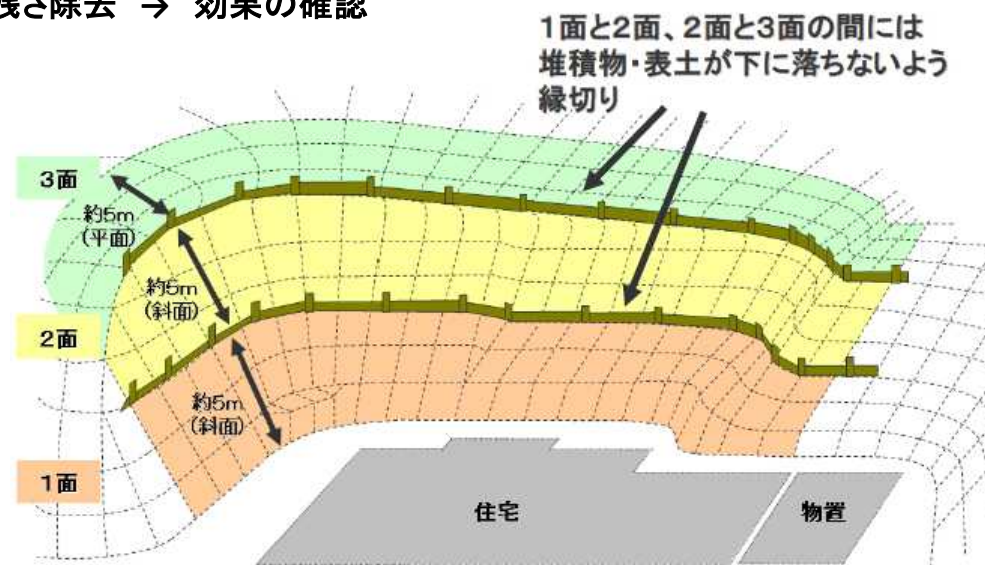 残さ除去 → 効果の確認
1面と2面、2面と3面の間には
堆積物・表土が下に落ちないよう
縁切り
3面
約5m
(平面)
約5m
(斜面)
2面
約5m
(斜面)
1面
住宅
物置